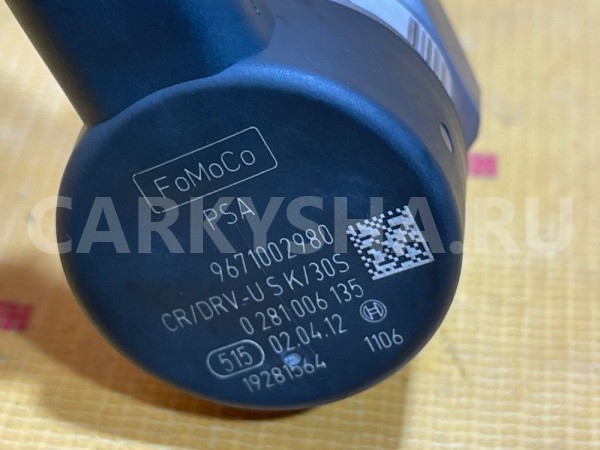 FoMoCo
PSA
9671002980
CR/DRV-USK/30S
0 281 006 135
515 02.04.12
19281564 1106
CARKYSHA.RU